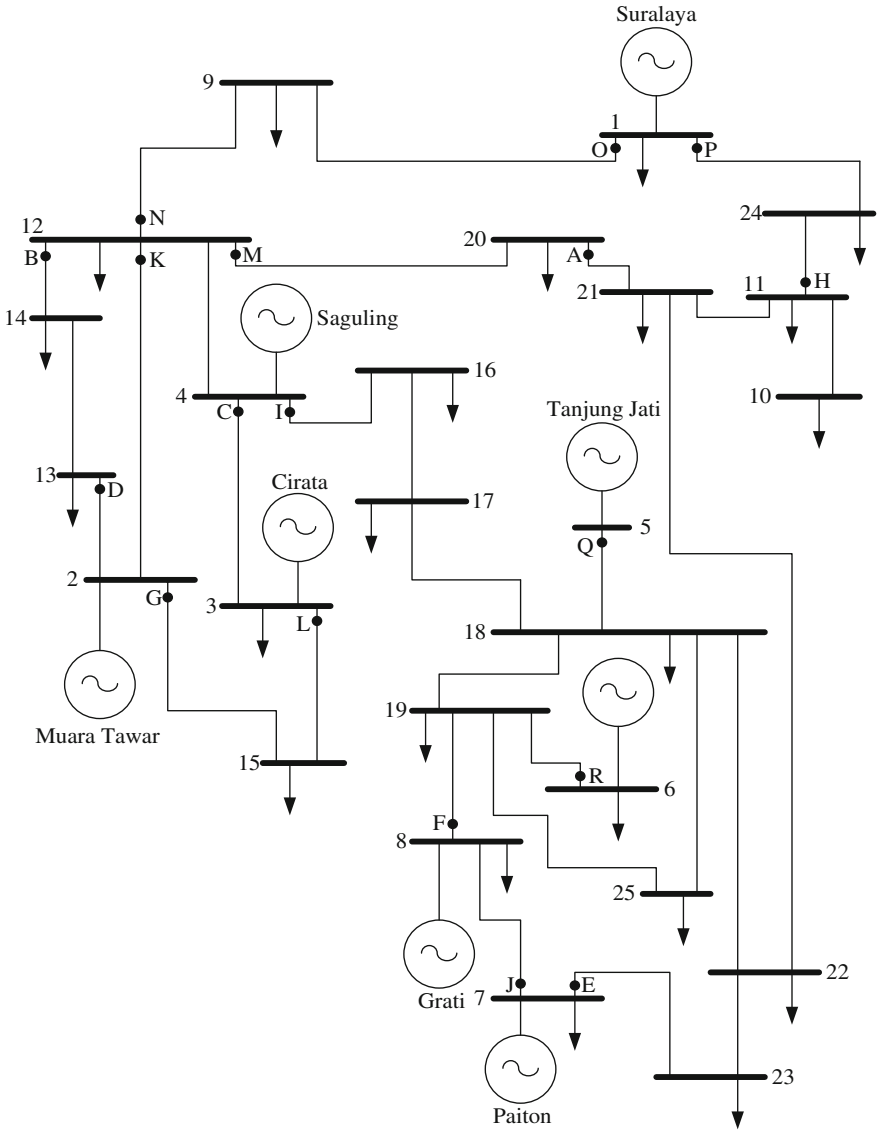 Suralaya
9
1
O
P
N
12
20
24
B
K
M
A
11
H
21
14
Saguling
16
4
C
I
10
Tanjung Jati
13
D
Cirata
17
5
Q
2
G
3
L
18
Muara Tawar
19
15
R
6
F
8
25
22
Grati
J
7
E
23
Paiton